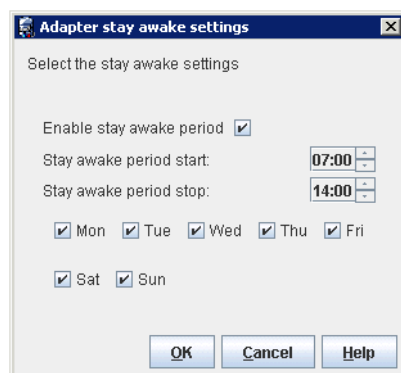 Adapter stay awake settings
Select the stay awake settings
Enable stay awake period
Stay awake period start: 07:00
Stay awake period stop: 14:00
Mon Tue Wed Thu Fri
Sat Sun
OK Cancel Help